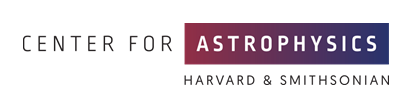 CENTER FOR ASTROPHYSICS
HARVARD & SMITHSONIAN